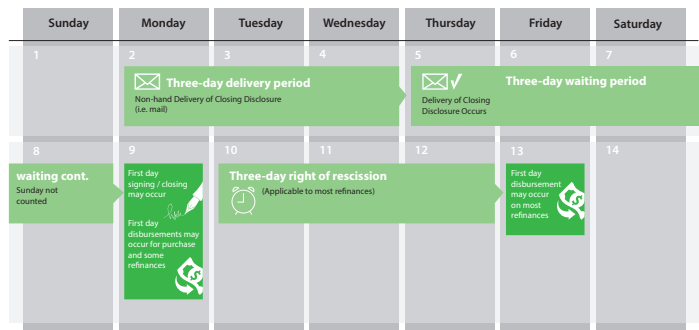 Sunday Monday Tuesday Wednesday Thursday Friday Saturday
1 2 3 4 5 6 7
Three-day delivery period
Non-hand Delivery of Closing Disclosure
(i.e. mail)
Three-day waiting period
Delivery of Closing
Disclosure Occurs
8 9 10 11 12 13 14
waiting cont.
Sunday not
counted
First day
signing / closing
may occur
First day
disbursements may
occur for purchase
and some
refinances
Three-day right of rescission
(Applicable to most refinances)
First day
disbursement
may occur
on most
refinances